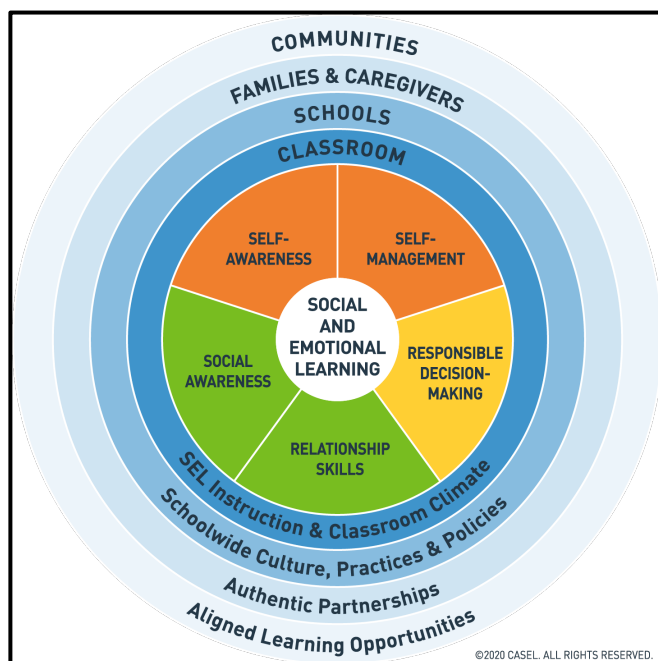 COMMUNITIES
FAMILIES & CAREGIVERS
SCHOOLS
CLASSROOM
SELF-
AWARENESS
SELF-
MANAGEMENT
SOCIAL
AND
EMOTIONAL
LEARNING
SOCIAL
AWARENESS
RESPONSIBLE
DECISION-
MAKING
RELATIONSHIP
SKILLS
SEL Instruction & Classroom Climate
Schoolwide Culture, Practices & Policies
Authentic Partnerships
Aligned Learning Opportunities
©2020 CASEL. ALL RIGHTS RESERVED.